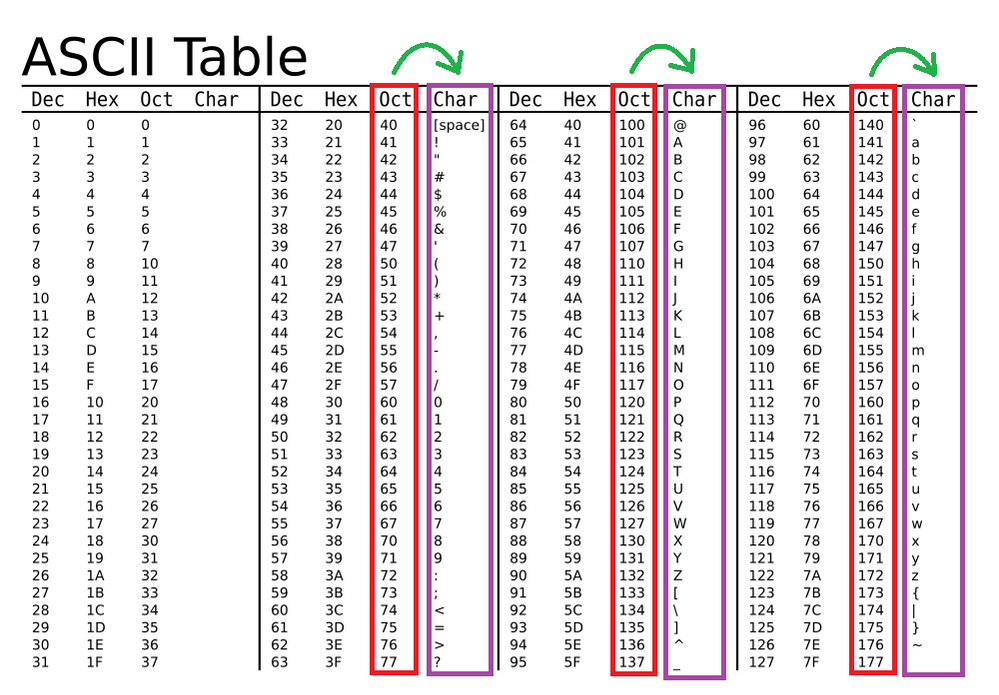 ASCII Table
Dec Hex Oct Char Dec Hex Oct Char Dec Hex Oct Char Dec Hex Oct Char
0 0 0 32 20 40 [space] 64 40 100 @ 96 60 140 `
1 1 1 33 21 41 ! 65 41 101 A 97 61 141 a
2 2 2 34 22 42 " 66 42 102 B 98 62 142 b
3 3 3 35 23 43 # 67 43 103 C 99 63 143 c
4 4 4 36 24 44 $ 68 44 104 D 100 64 144 d
5 5 5 37 25 45 % 69 45 105 E 101 65 145 e
6 6 6 38 26 46 & 70 46 106 F 102 66 146 f
7 7 7 39 27 47 ' 71 47 107 G 103 67 147 g
8 8 10 40 28 50 ( 72 48 110 H 104 68 150 h
9 9 11 41 29 51 ) 73 49 111 I 105 69 151 i
10 A 12 42 2A 52 * 74 4A 112 J 106 6A 152 j
11 B 13 43 2B 53 + 75 4B 113 K 107 6B 153 k
12 C 14 44 2C 54 , 76 4C 114 L 108 6C 154 l
13 D 15 45 2D 55 - 77 4D 115 M 109 6D 155 m
14 E 16 46 2E 56 . 78 4E 116 N 110 6E 156 n
15 F 17 47 2F 57 / 79 4F 117 O 111 6F 157 o
16 10 20 48 30 60 0 80 50 120 P 112 70 160 p
17 11 21 49 31 61 1 81 51 121 Q 113 71 161 q
18 12 22 50 32 62 2 82 52 122 R 114 72 162 r
19 13 23 51 33 63 3 83 53 123 S 115 73 163 s
20 14 24 52 34 64 4 84 54 124 T 116 74 164 t
21 15 25 53 35 65 5 85 55 125 U 117 75 165 u
22 16 26 54 36 66 6 86 56 126 V 118 76 166 v
23 17 27 55 37 67 7 87 57 127 W 119 77 167 w
24 18 30 56 38 70 8 88 58 130 X 120 78 170 x
25 19 31 57 39 71 9 89 59 131 Y 121 79 171 y
26 1A 32 58 3A 72 : 90 5A 132 Z 122 7A 172 z
27 1B 33 59 3B 73 ; 91 5B 133 [ 123 7B 173 {
28 1C 34 60 3C 74 < 92 5C 134 \ 124 7C 174 |
29 1D 35 61 3D 75 = 93 5D 135 ] 125 7D 175 }
30 1E 36 62 3E 76 > 94 5E 136 ^ 126 7E 176 ~
31 1F 37 63 3F 77 ? 95 5F 137 _ 127 7F 177